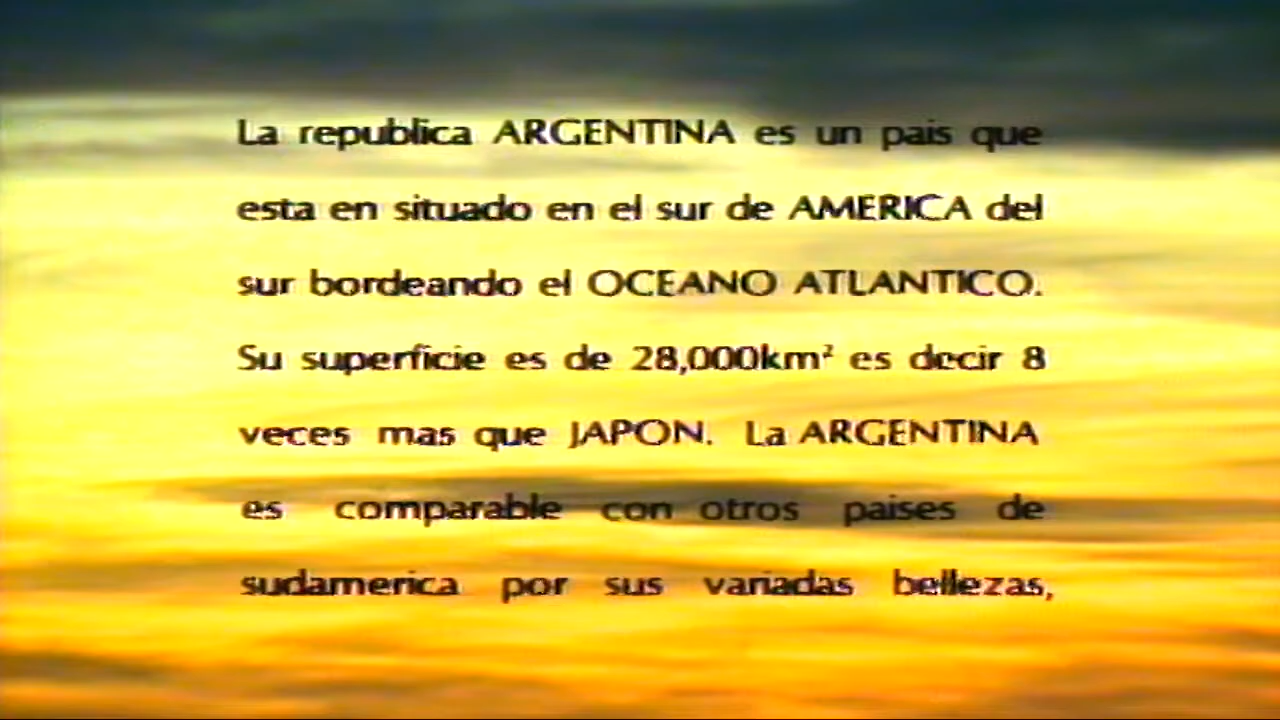 La republica ARGENTINA es un pais que
esta en situado en el sur de AMERICA del
sur bordeando el OCEANO ATLANTICO.
Su superficie es de 28,000km² es decir 8
veces mas que JAPON. La ARGENTINA
es comparable con otros paises de
sudamerica por sus variadas bellezas,